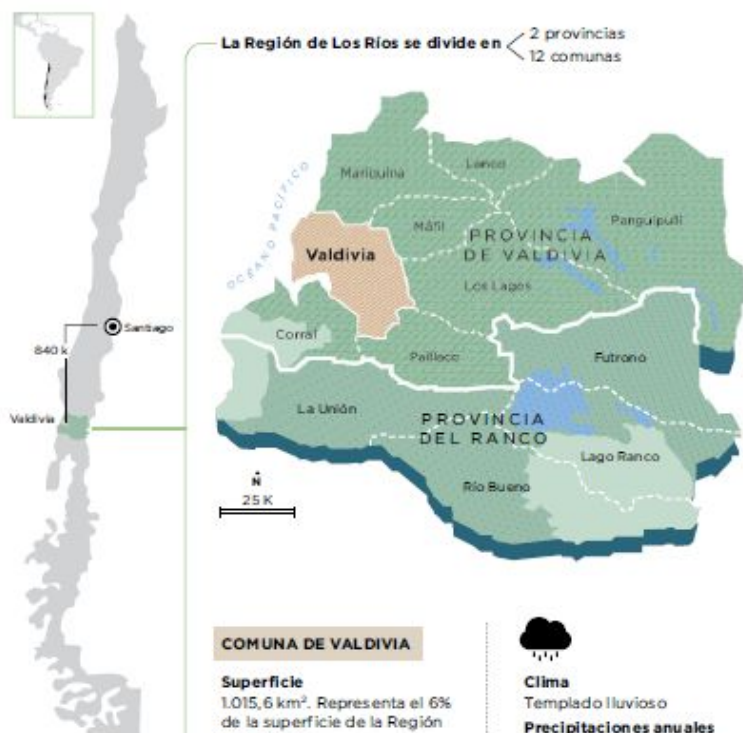 La Región de Los Ríos se divide en
2 provincias
12 comunas
OCEANO PACÍFICO
Mariquina
Lanco
Máfil
Panguipulli
PROVINCIA
DE VALDIVIA
Valdivia
Los Lagos
Corral
Paillaco
Futrono
La Unión
PROVINCIA
DEL RANCO
Lago Ranco
Río Bueno
Santiago
840 k
Valdivia
N
25 K
COMUNA DE VALDIVIA
Superficie
1.015,6 km². Representa el 6%
de la superficie de la Región
Clima
Templado lluvioso
Precipitaciones anuales